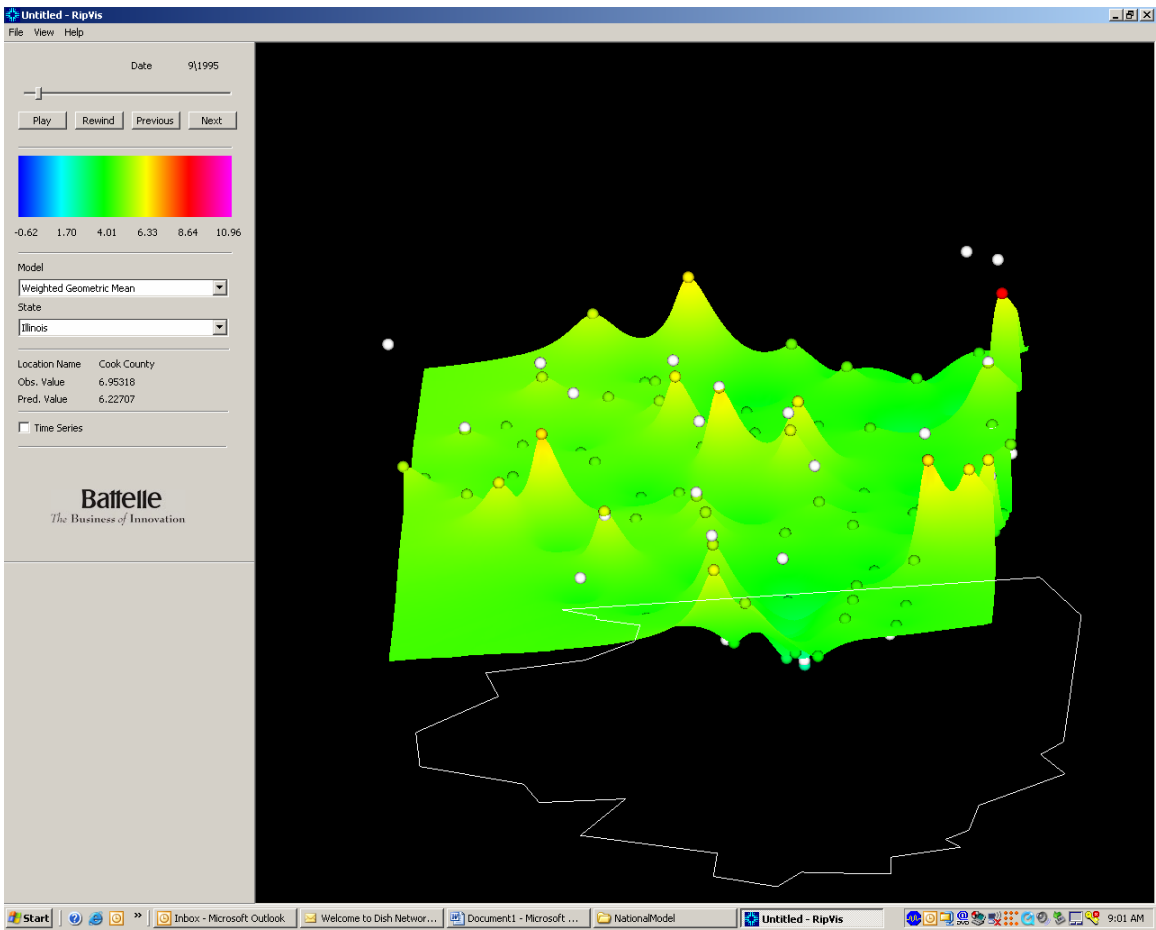 Untitled - RipVis
File View Help
Date 9\1995
Play Rewind Previous Next
-0.62 1.70 4.01 6.33 8.64 10.96
Model
Weighted Geometric Mean
State
Illinois
Location Name Cook County
Obs. Value 6.95318
Pred. Value 6.22707
Time Series
Battelle
The Business of Innovation
Start » Inbox - Microsoft Outlook Welcome to Dish Networ... Document1 - Microsoft ... NationalModel Untitled - RipVis 9:01 AM